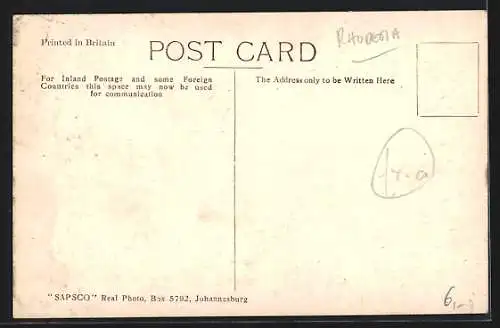 Printed in Britain
RHODESIA
POST CARD
For Inland Postage and some Foreign
Countries this space may now be used
for communication
The Address only to be Written Here
"SAPSCO" Real Photo, Box 5792, Johannesburg
6,-